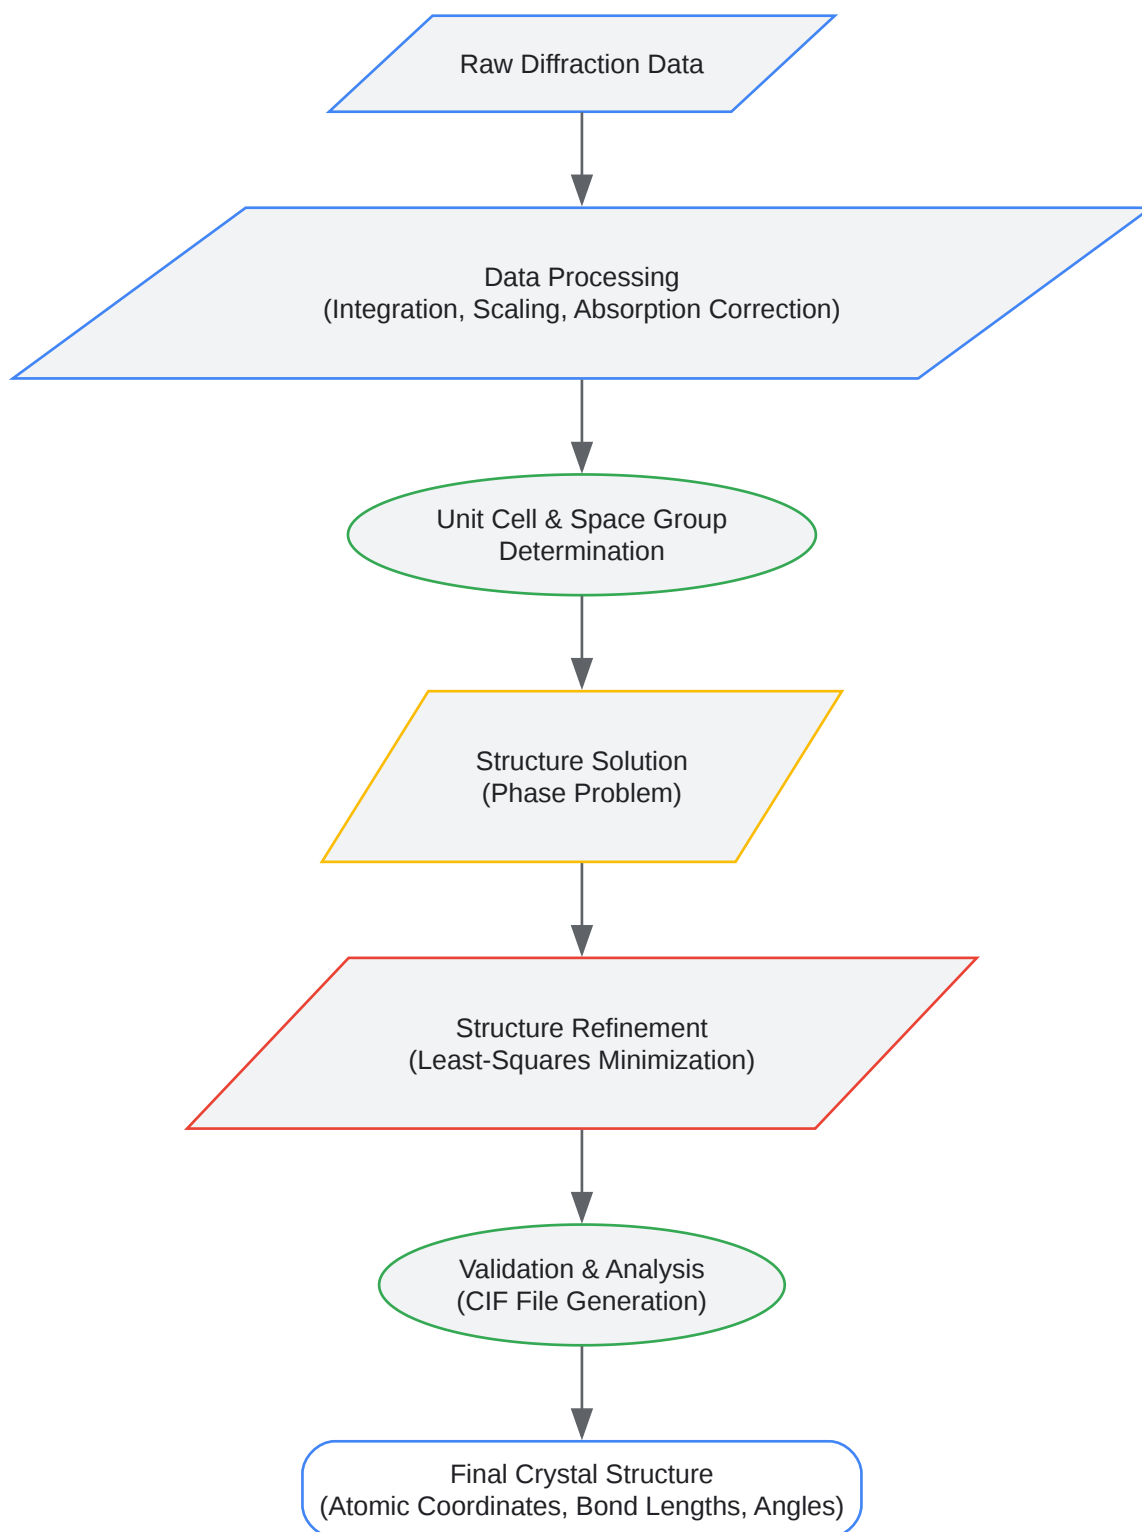 Raw Diffraction Data
Data Processing
(Integration, Scaling, Absorption Correction)
Unit Cell & Space Group
Determination
Structure Solution
(Phase Problem)
Structure Refinement
(Least-Squares Minimization)
Validation & Analysis
(CIF File Generation)
Final Crystal Structure
(Atomic Coordinates, Bond Lengths, Angles)